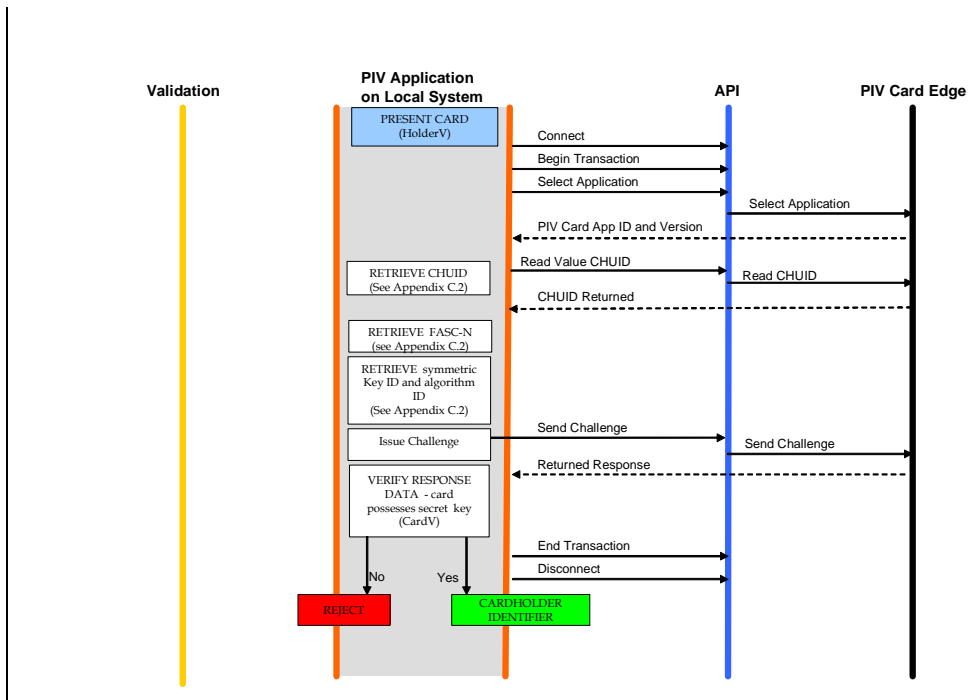 Validation
PIV Application
on Local System
API
PIV Card Edge
PRESENT CARD
(HolderV)
Connect
Begin Transaction
Select Application
Select Application
PIV Card App ID and Version
RETRIEVE CHUID
(See Appendix C.2)
Read Value CHUID
Read CHUID
CHUID Returned
RETRIEVE FASC-N
(see Appendix C.2)
RETRIEVE symmetric
Key ID and algorithm
ID
(See Appendix C.2)
Issue Challenge
Send Challenge
Send Challenge
Returned Response
VERIFY RESPONSE
DATA - card
possesses secret key
(CardV)
End Transaction
Disconnect
No
Yes
REJECT
CARDHOLDER
IDENTIFIER